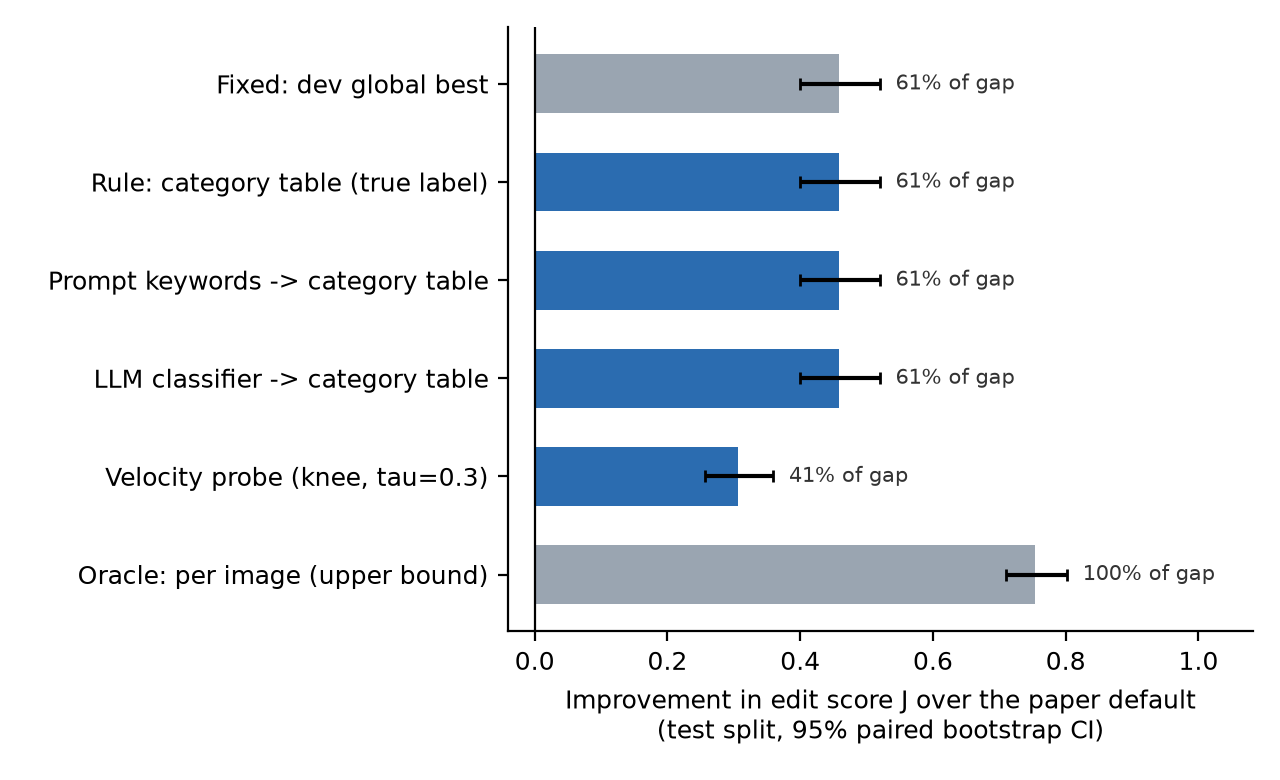 Fixed: dev global best
61% of gap
Rule: category table (true label)
61% of gap
Prompt keywords -> category table
61% of gap
LLM classifier -> category table
61% of gap
Velocity probe (knee, tau=0.3)
41% of gap
Oracle: per image (upper bound)
100% of gap
0.0 0.2 0.4 0.6 0.8 1.0
Improvement in edit score J over the paper default
(test split, 95% paired bootstrap CI)